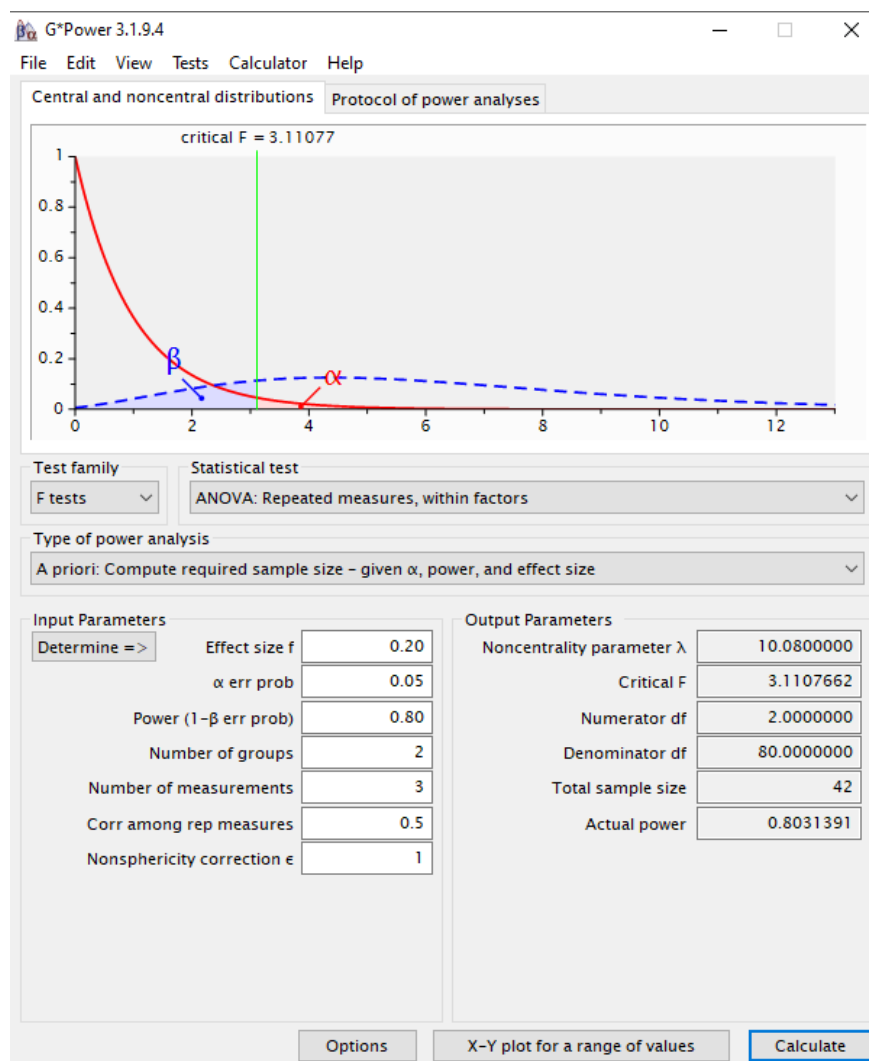 G*Power 3.1.9.4
File Edit View Tests Calculator Help
Central and noncentral distributions Protocol of power analyses
critical F = 3.11077
1
0.8
0.6
0.4
0.2
0
β
α
0 2 4 6 8 10 12
Test family Statistical test
F tests ANOVA: Repeated measures, within factors
Type of power analysis
A priori: Compute required sample size – given α, power, and effect size
Input Parameters Output Parameters
Determine => Effect size f 0.20 Noncentrality parameter λ 10.0800000
α err prob 0.05 Critical F 3.1107662
Power (1-β err prob) 0.80 Numerator df 2.0000000
Number of groups 2 Denominator df 80.0000000
Number of measurements 3 Total sample size 42
Corr among rep measures 0.5 Actual power 0.8031391
Nonsphericity correction ϵ 1
Options X-Y plot for a range of values Calculate